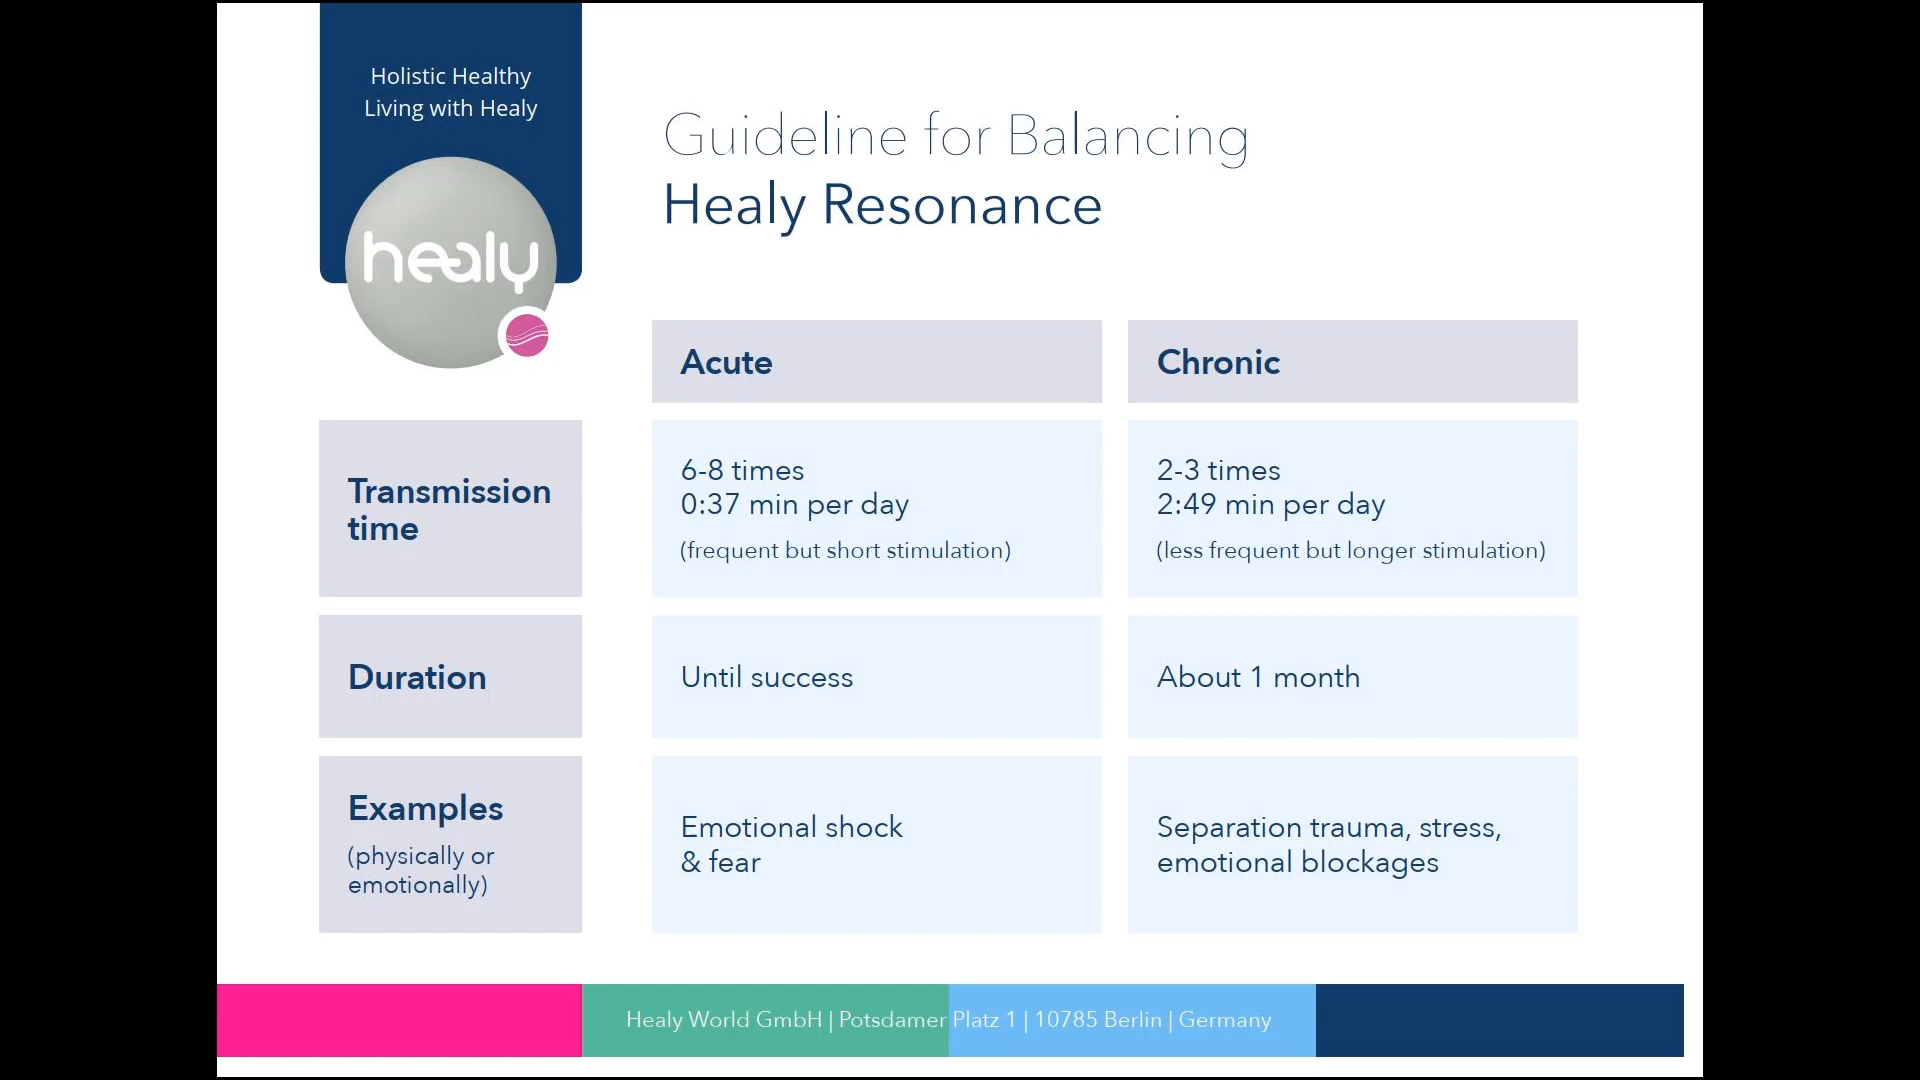 Holistic Healthy
Living with Healy
healy
Guideline for Balancing
Healy Resonance
Acute
Chronic
Transmission
time
6-8 times
0:37 min per day
(frequent but short stimulation)
2-3 times
2:49 min per day
(less frequent but longer stimulation)
Duration
Until success
About 1 month
Examples
(physically or
emotionally)
Emotional shock
& fear
Separation trauma, stress,
emotional blockages
Healy World GmbH | Potsdamer Platz 1 | 10785 Berlin | Germany